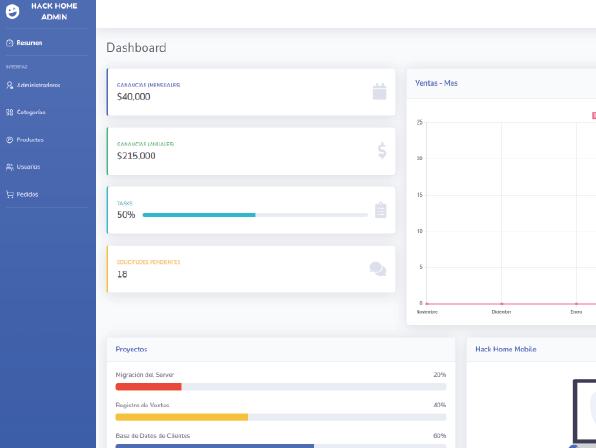 HACK HOME
ADMIN
Resumen
INTERFAZ
Administradores
Categorías
Productos
Usuarios
Pedidos
Dashboard
GANANCIAS (MENSUALES)
$40,000
GANANCIAS (ANUALES)
$215,000
TASKS
50%
SOLICITUDES PENDIENTES
18
Ventas - Mes
25
20
15
10
5
0
Noviembre
Diciembre
Enero
Proyectos
Migración del Server
20%
Registro de Ventas
40%
Base de Datos de Clientes
60%
Hack Home Mobile